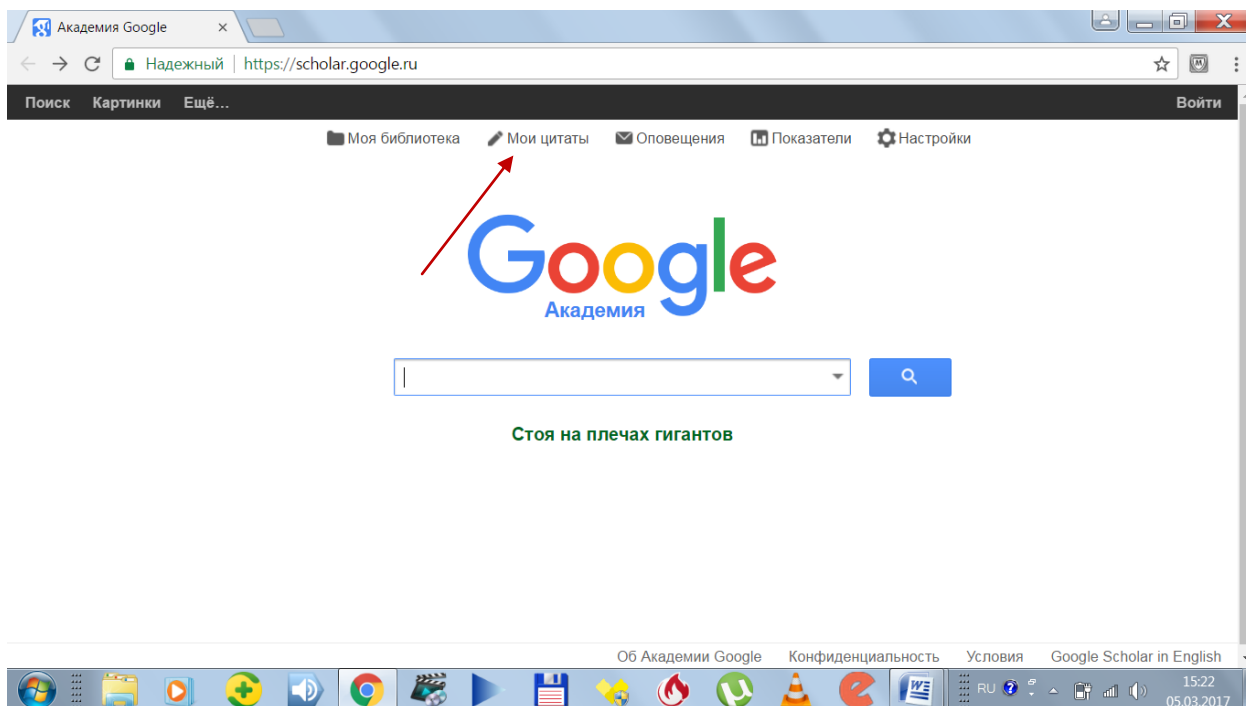 Академия Google
Надежный | https://scholar.google.ru
Поиск Картинки Ещё... Войти
Моя библиотека Мои цитаты Оповещения Показатели Настройки
Google
Академия
Стоя на плечах гигантов
Об Академии Google Конфиденциальность Условия Google Scholar in English
RU 15:22
05.03.2017